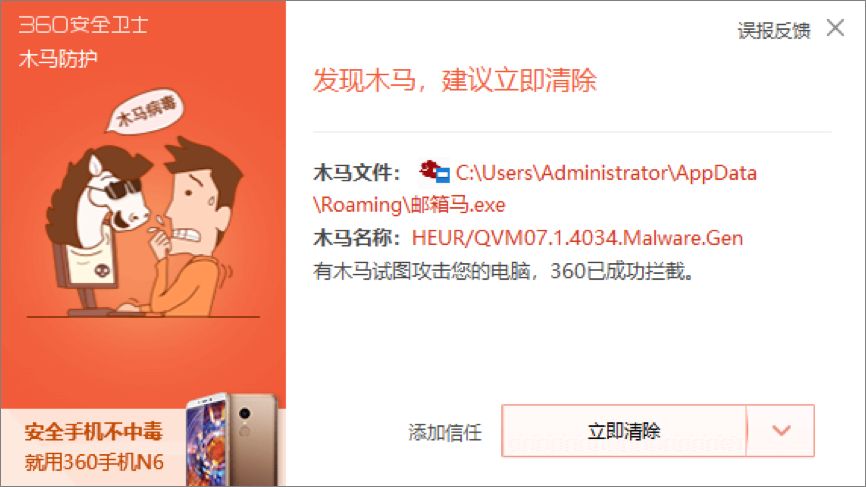 360安全卫士
木马防护
误报反馈
发现木马，建议立即清除
木马病毒
木马文件： C:\Users\Administrator\AppData
\Roaming\邮箱马.exe
木马名称：HEUR/QVM07.1.4034.Malware.Gen
有木马试图攻击您的电脑，360已成功拦截。
安全手机不中毒
就用360手机N6
添加信任
立即清除